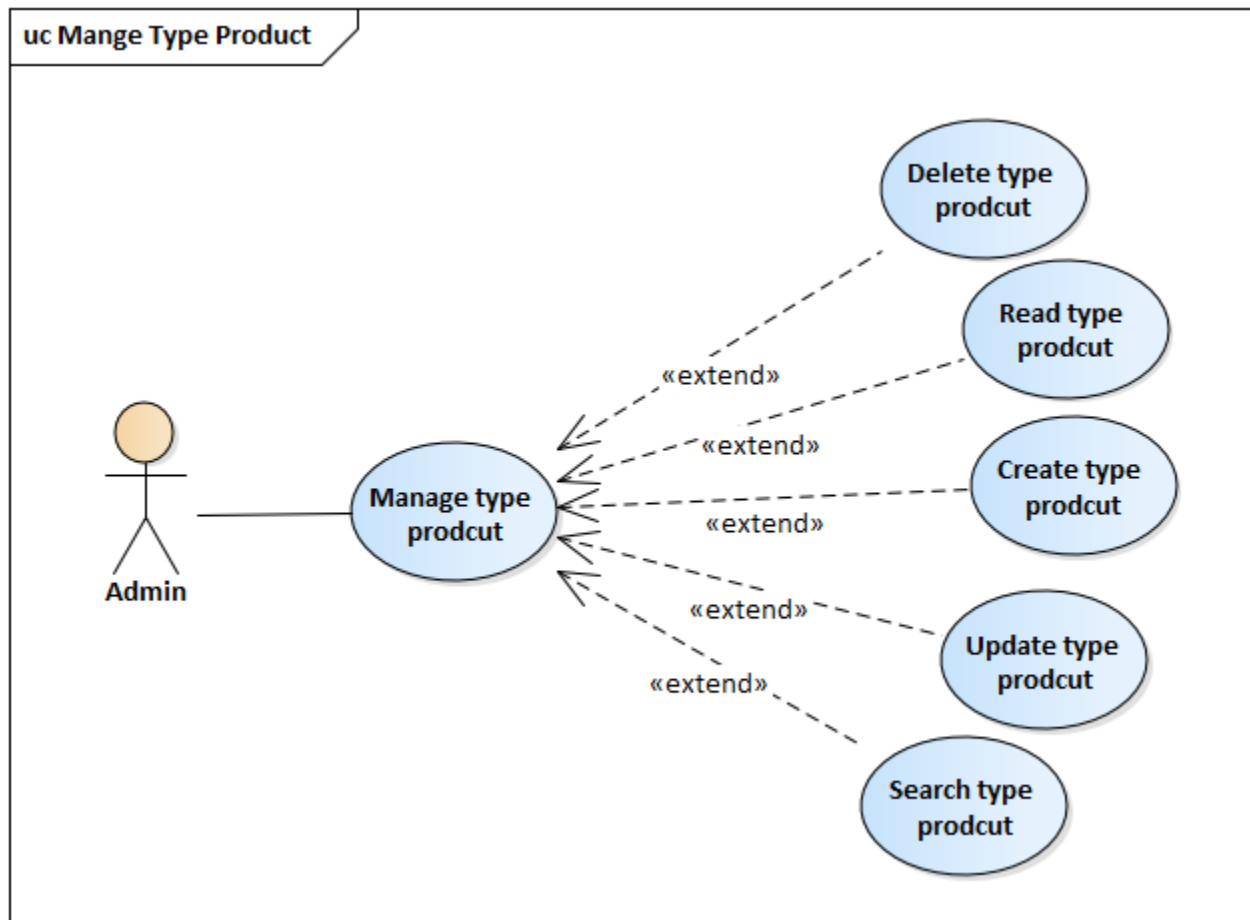 uc Mange Type Product
Delete type
prodcut
Read type
prodcut
«extend»
«extend»
Create type
prodcut
Manage type
prodcut
«extend»
Admin
«extend»
Update type
prodcut
«extend»
Search type
prodcut